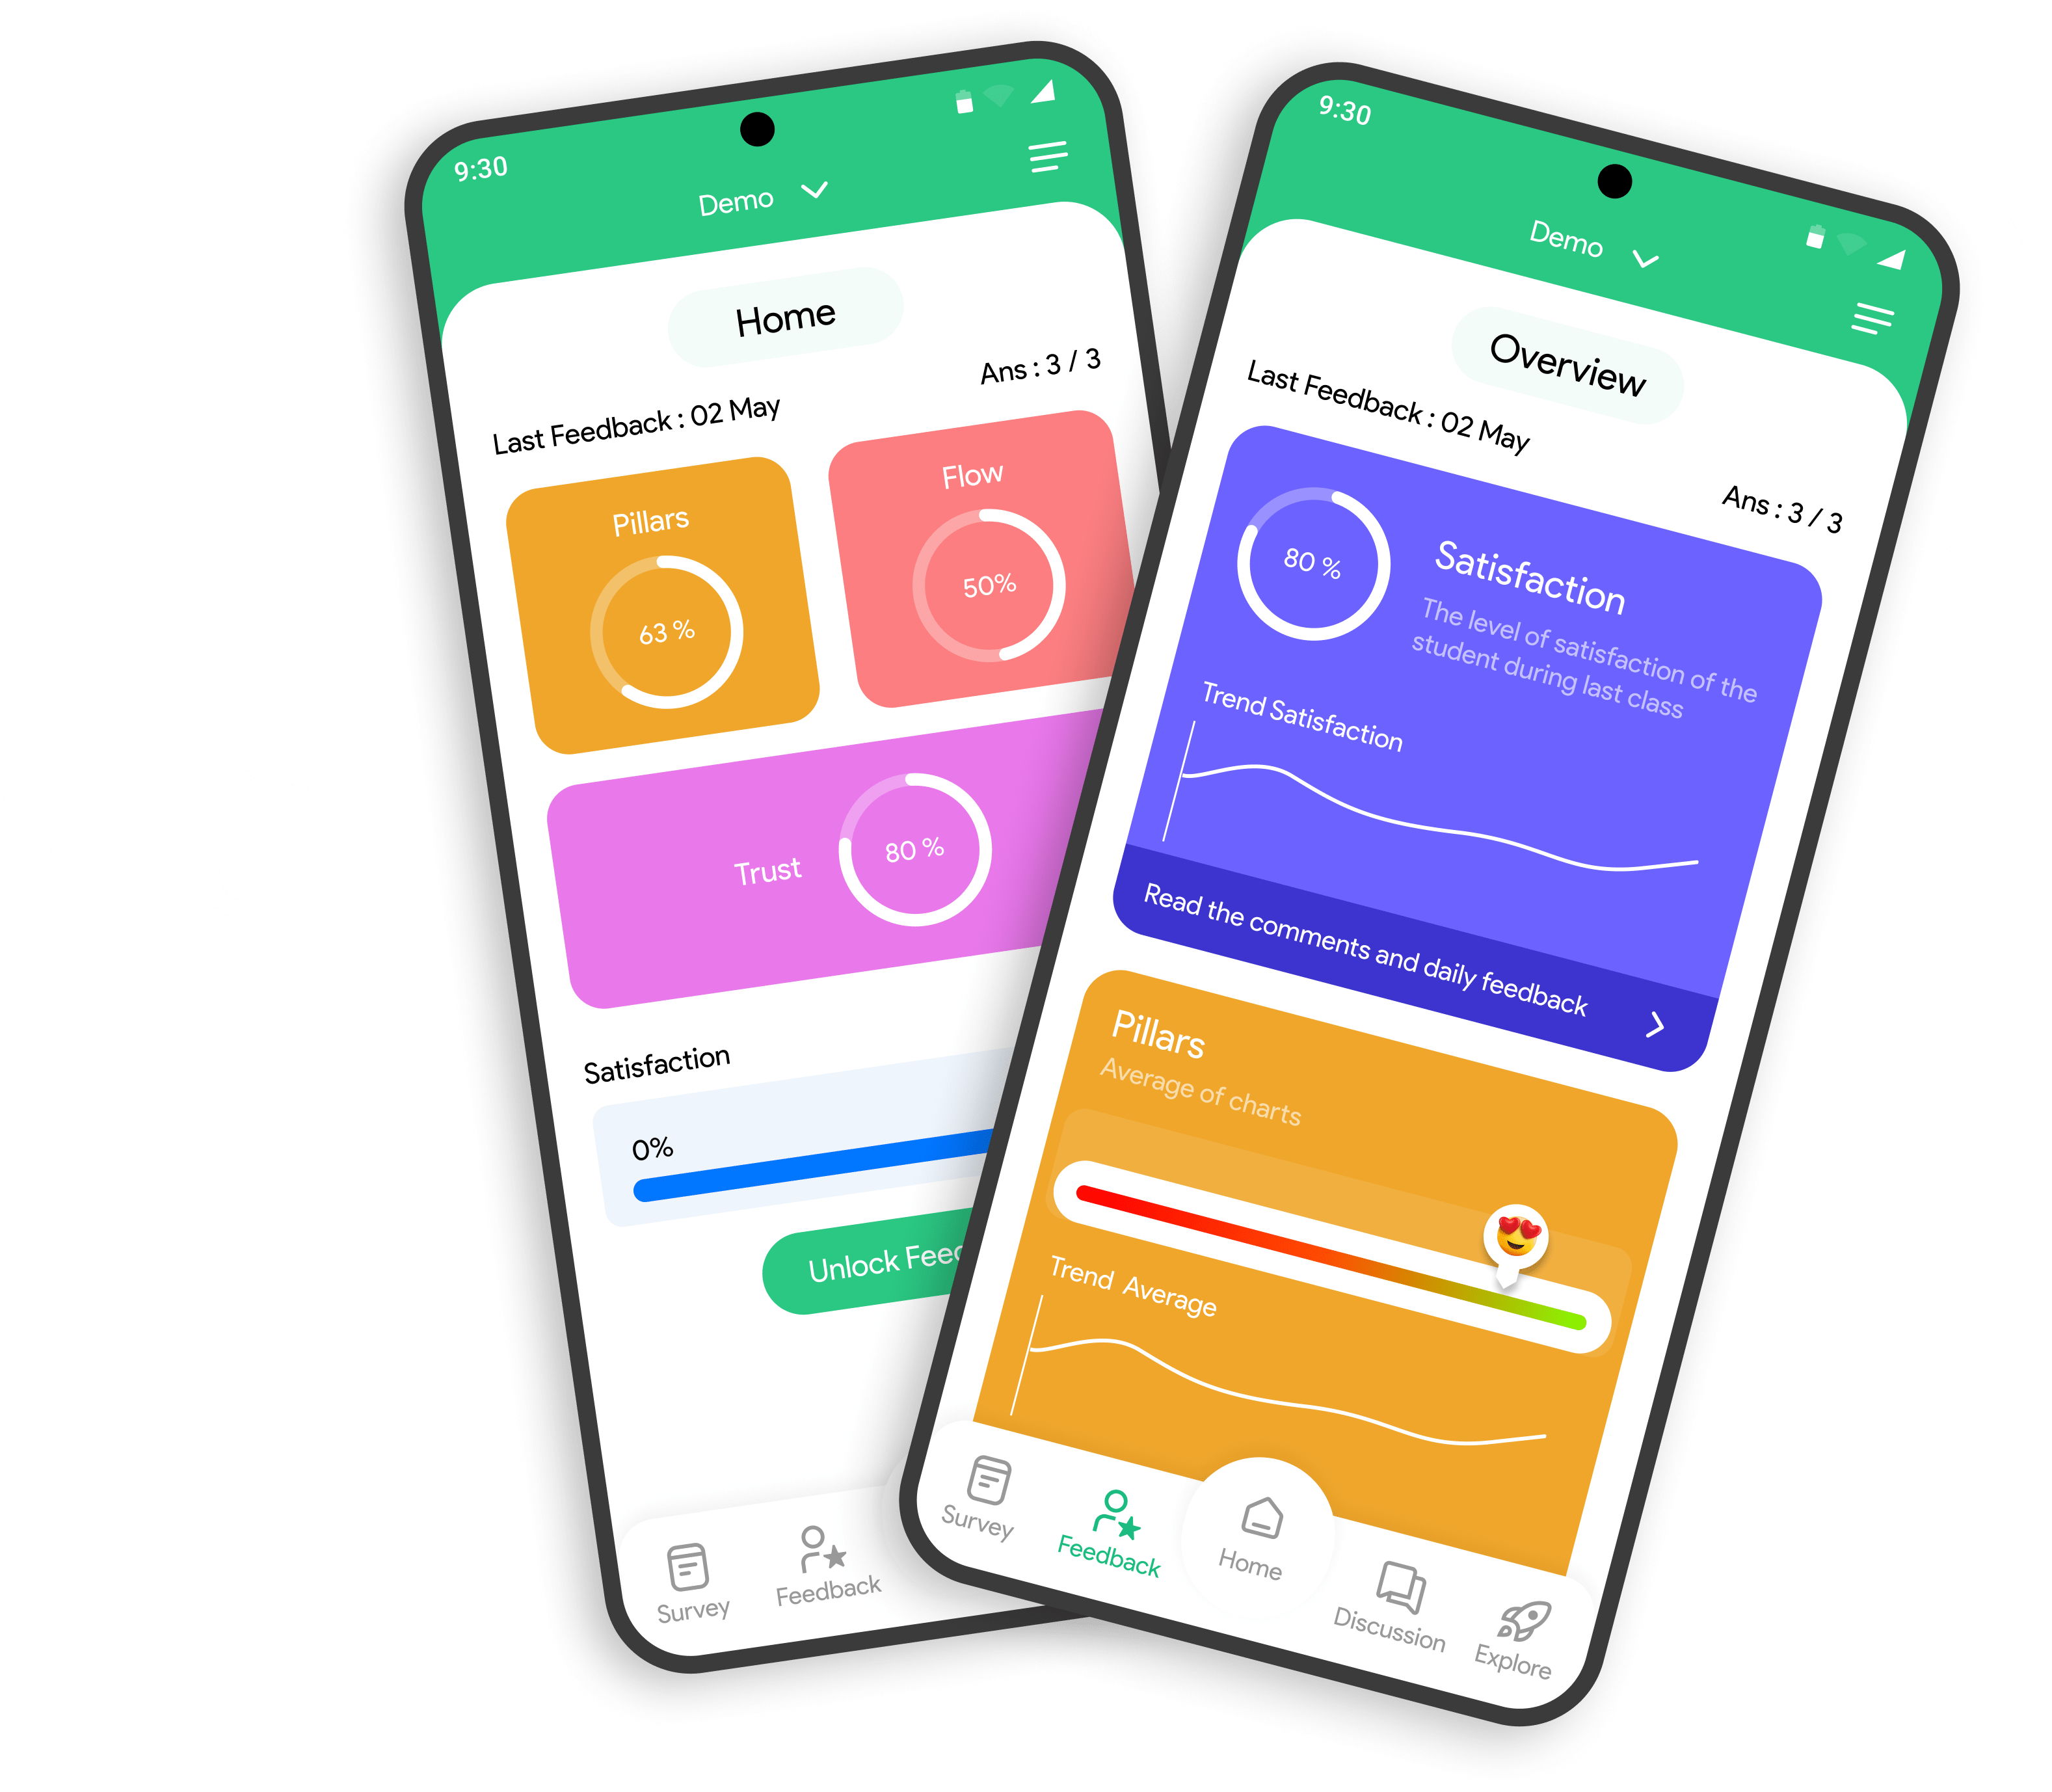 9:30
Demo
Home
Ans : 3 / 3
Last Feedback : 02 May
Pillars
63 %
Flow
50%
Trust
80 %
Satisfaction
0%
Unlock
Survey
Feedback
9:30
Demo
Overview
Last Feedback : 02 May
Ans : 3 / 3
80 %
Satisfaction
The level of satisfaction of the
student during last class
Trend Satisfaction
Read the comments and daily feedback
Pillars
Average of charts
Trend Average
Survey
Feedback
Home
Discussion
Explore